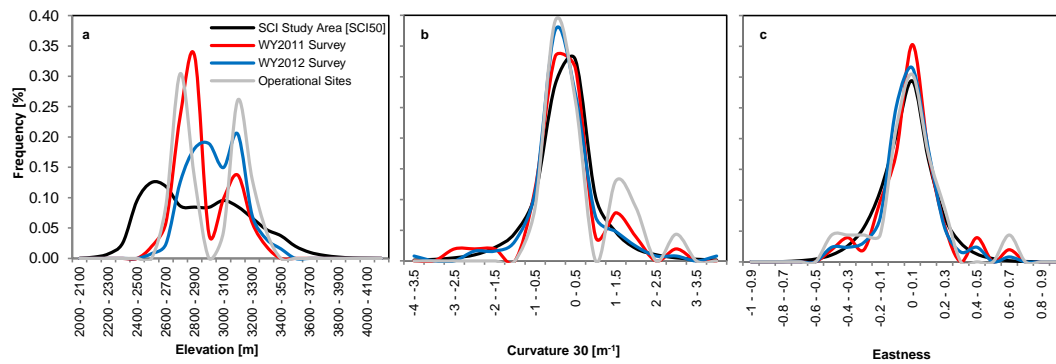 a
SCI Study Area [SCI50]
WY2011 Survey
WY2012 Survey
Operational Sites
Frequency [%]
0.40
0.35
0.30
0.25
0.20
0.15
0.10
0.05
0.00
2000 - 2100
2200 - 2300
2400 - 2500
2600 - 2700
2800 - 2900
3000 - 3100
3200 - 3300
3400 - 3500
3600 - 3700
3800 - 3900
4000 - 4100
Elevation [m]
b
-4 - -3.5
-3 - -2.5
-2 - -1.5
-1 - -0.5
0 - 0.5
1 - 1.5
2 - 2.5
3 - 3.5
Curvature 30 [m-1]
c
-1 - -0.9
-0.8 - -0.7
-0.6 - -0.5
-0.4 - -0.3
-0.2 - -0.1
0 - 0.1
0.2 - 0.3
0.4 - 0.5
0.6 - 0.7
0.8 - 0.9
Eastness